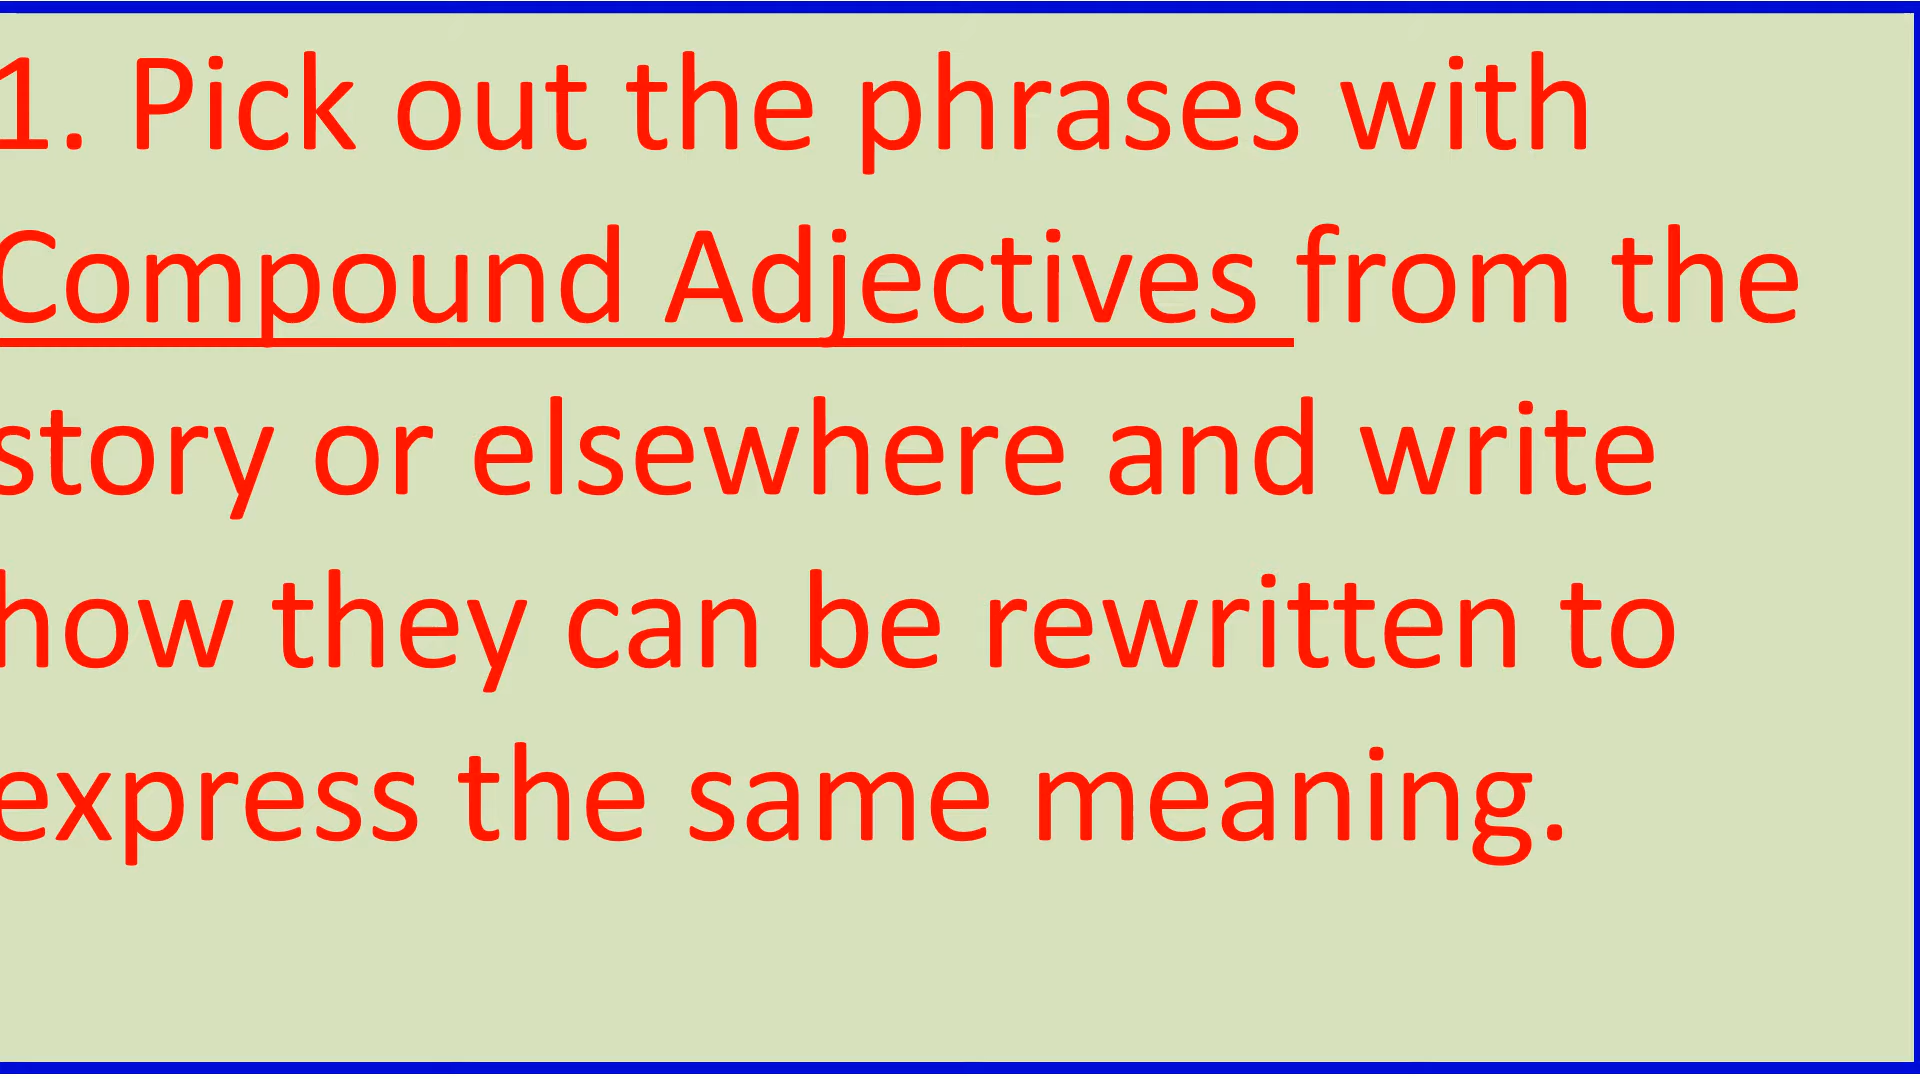 1. Pick out the phrases with
Compound Adjectives from the
story or elsewhere and write
how they can be rewritten to
express the same meaning.